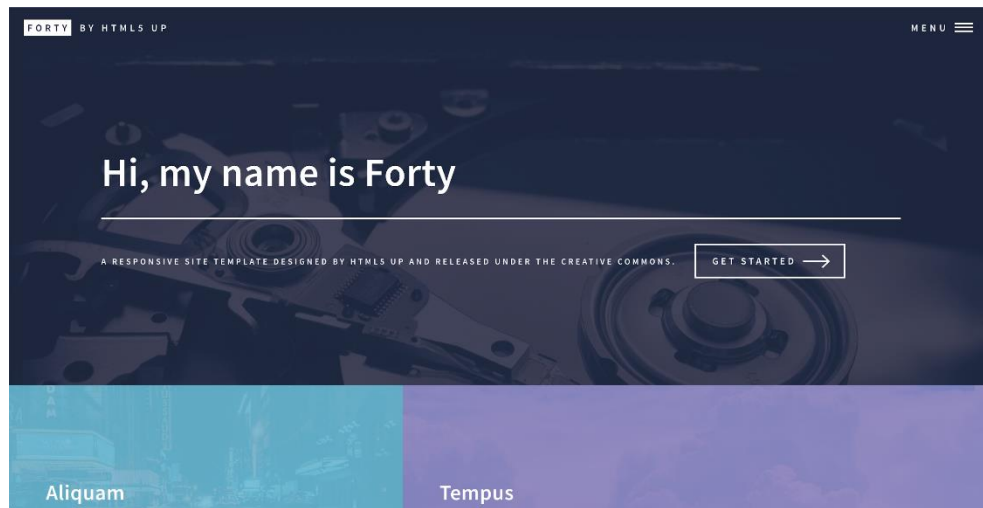 FORTY BY HTML5 UP
MENU
Hi, my name is Forty
A RESPONSIVE SITE TEMPLATE DESIGNED BY HTML5 UP AND RELEASED UNDER THE CREATIVE COMMONS.
GET STARTED
Aliquam
Tempus